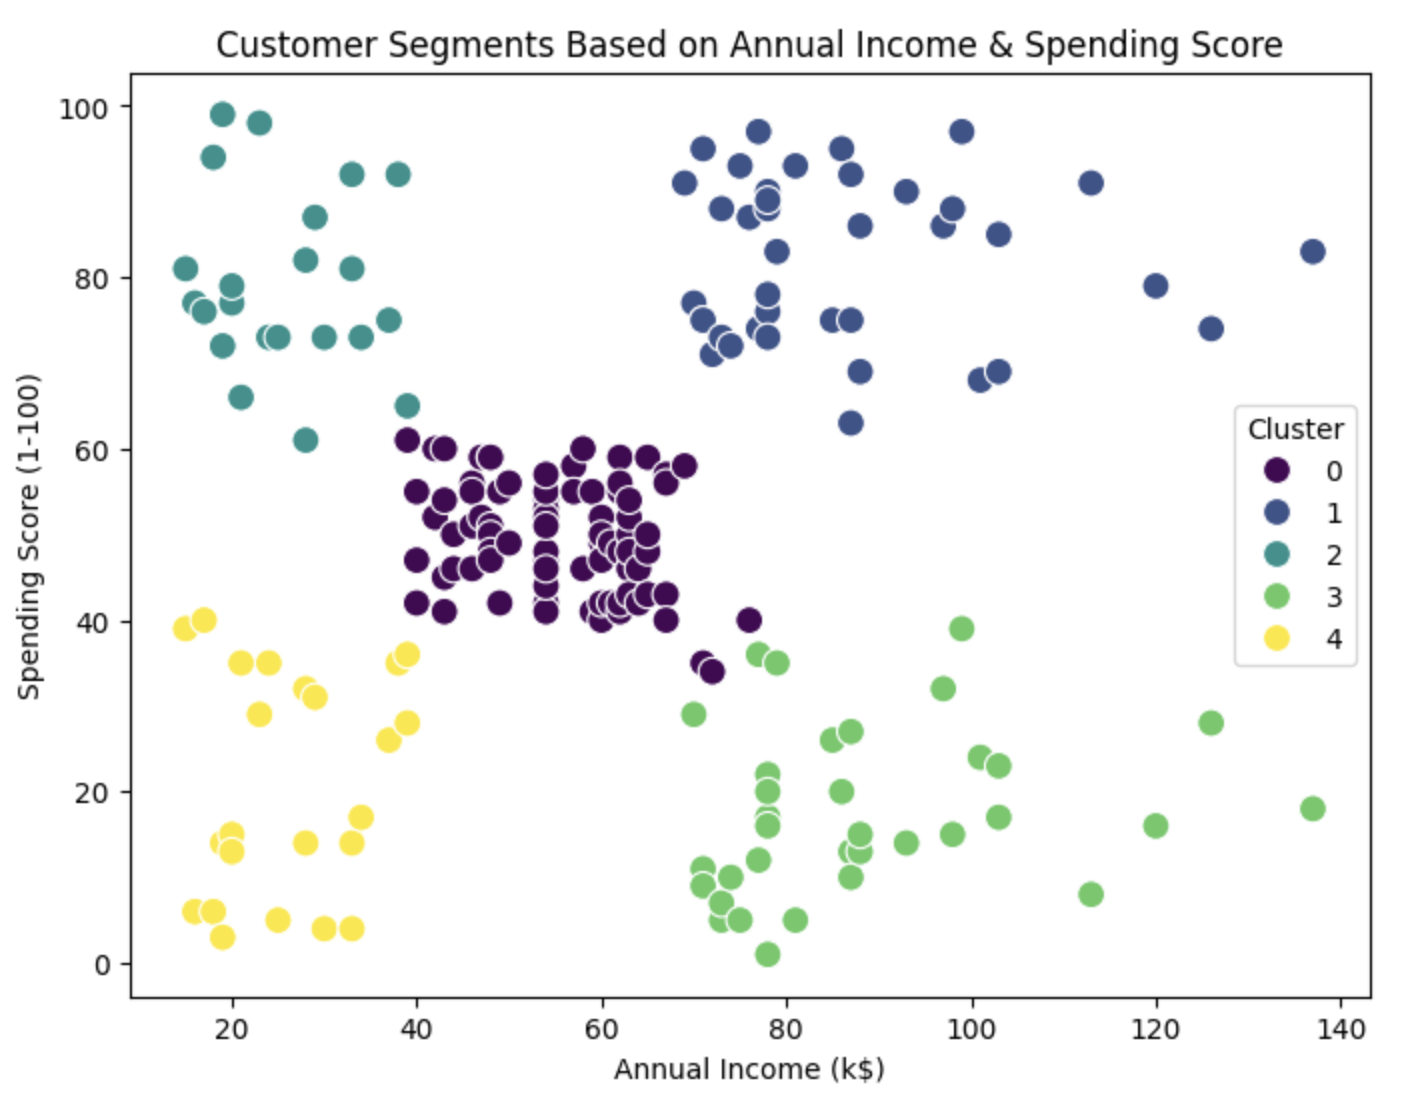 Customer Segments Based on Annual Income & Spending Score
100
80
60
40
20
0
Spending Score (1-100)
Cluster
0
1
2
3
4
20 40 60 80 100 120 140
Annual Income (k$)